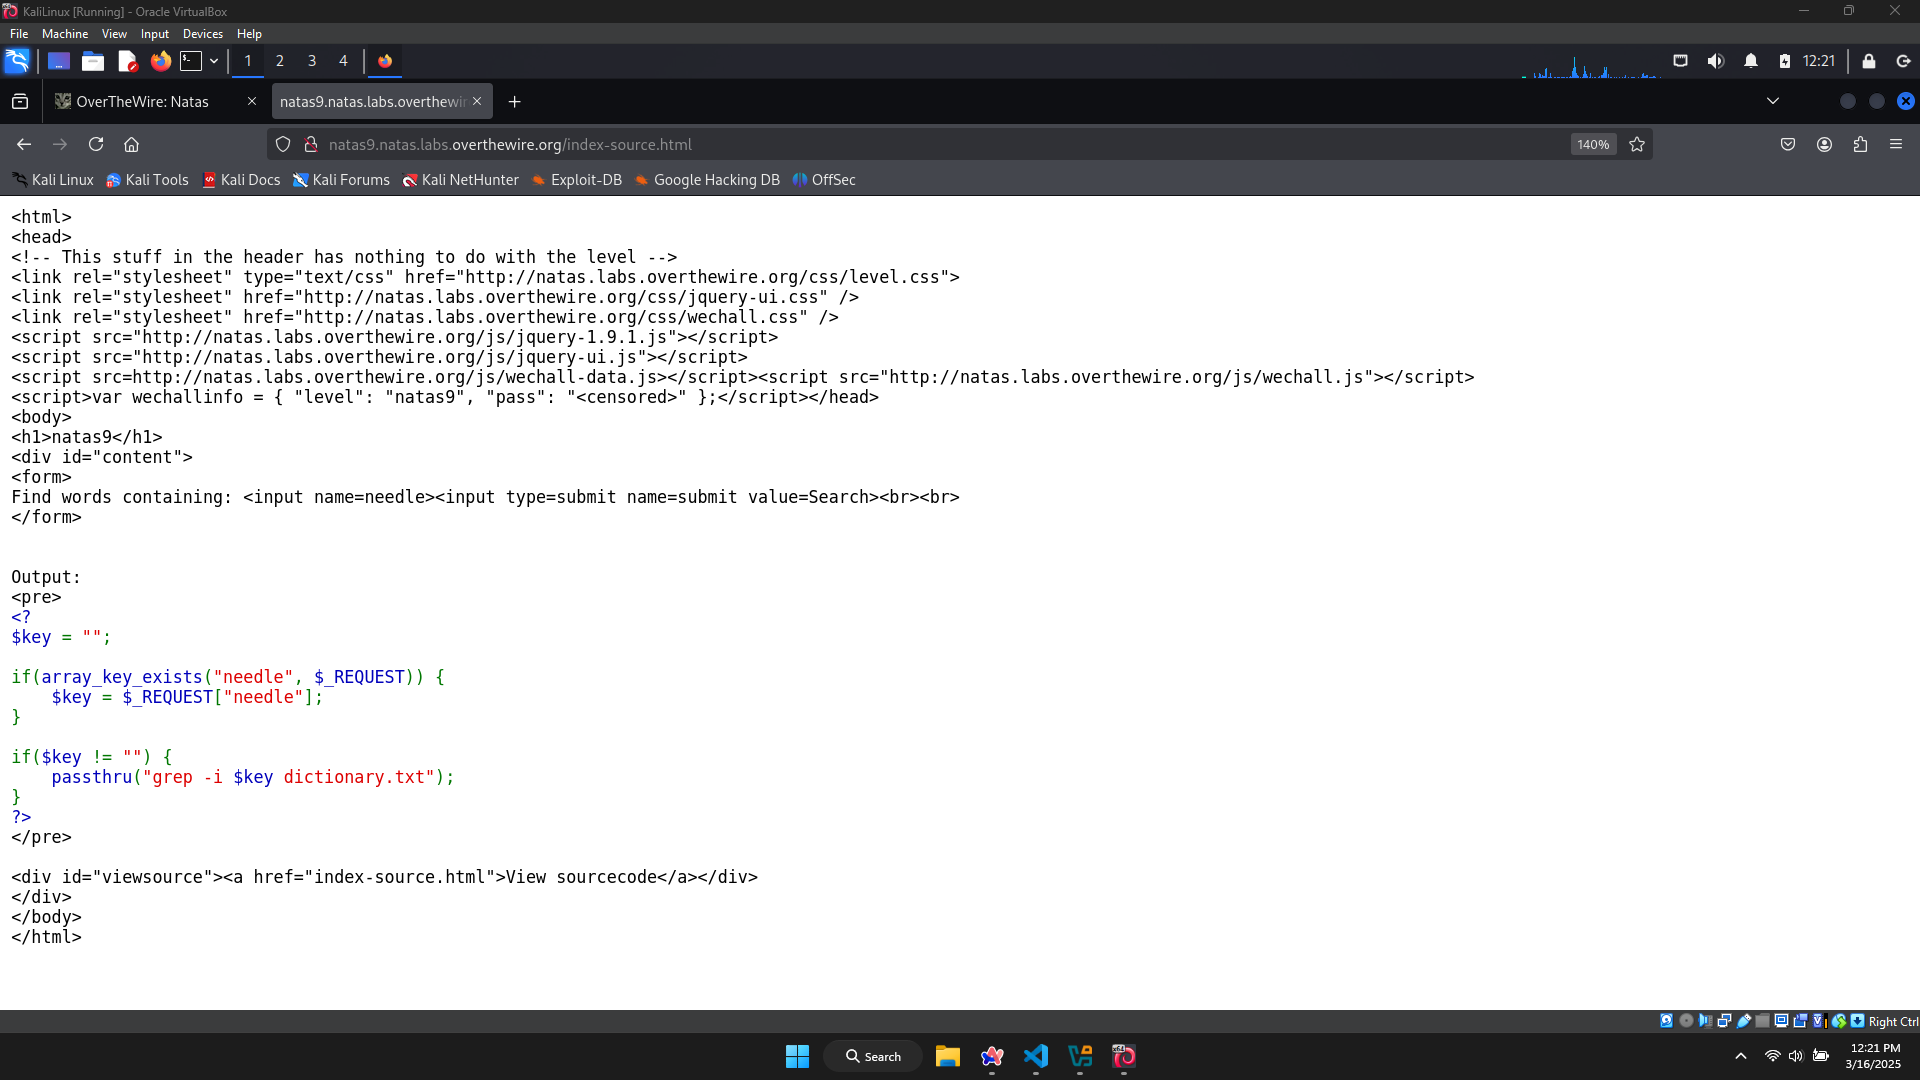 KaliLinux [Running] - Oracle VirtualBox
File Machine View Input Devices Help
1 2 3 4 12:21
OverTheWire: Natas natas9.natas.labs.overthewir
natas9.natas.labs.overthewire.org/index-source.html 140%
Kali Linux Kali Tools Kali Docs Kali Forums Kali NetHunter Exploit-DB Google Hacking DB OffSec
<html>
<head>
<!-- This stuff in the header has nothing to do with the level -->
<link rel="stylesheet" type="text/css" href="http://natas.labs.overthewire.org/css/level.css">
<link rel="stylesheet" href="http://natas.labs.overthewire.org/css/jquery-ui.css" />
<link rel="stylesheet" href="http://natas.labs.overthewire.org/css/wechall.css" />
<script src="http://natas.labs.overthewire.org/js/jquery-1.9.1.js"></script>
<script src="http://natas.labs.overthewire.org/js/jquery-ui.js"></script>
<script src=http://natas.labs.overthewire.org/js/wechall-data.js></script><script src="http://natas.labs.overthewire.org/js/wechall.js"></script>
<script>var wechallinfo = { "level": "natas9", "pass": "<censored>" };</script></head>
<body>
<h1>natas9</h1>
<div id="content">
<form>
Find words containing: <input name=needle><input type=submit name=submit value=Search><br><br>
</form>
Output:
<pre>
<?
$key = "";
if(array_key_exists("needle", $_REQUEST)) {
    $key = $_REQUEST["needle"];
}
if($key != "") {
    passthru("grep -i $key dictionary.txt");
}
?>
</pre>
<div id="viewsource"><a href="index-source.html">View sourcecode</a></div>
</div>
</body>
</html>
Right Ctrl
Search
12:21 PM
3/16/2025